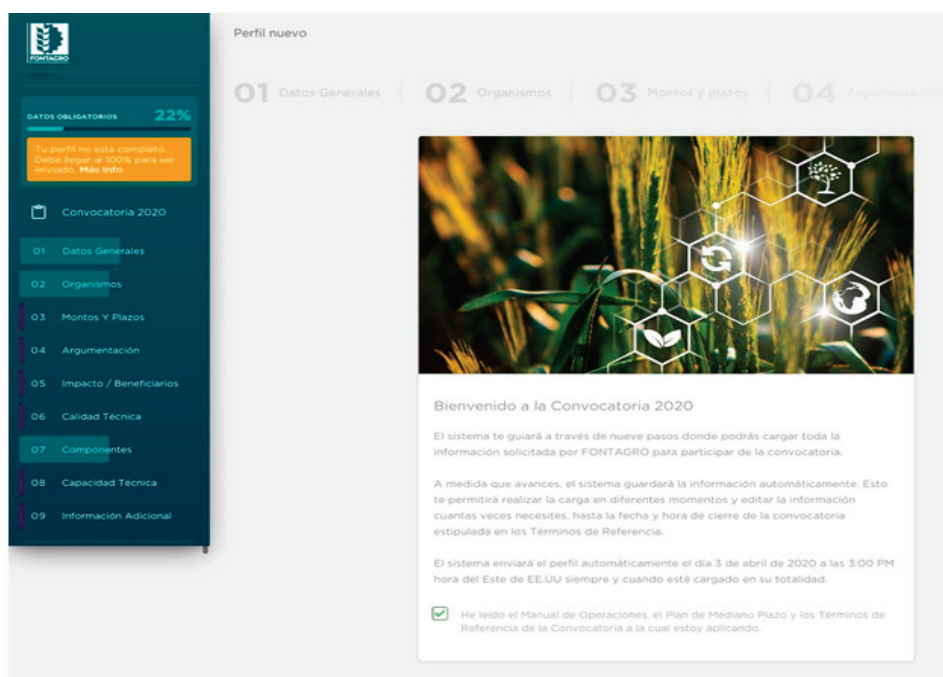 FONTAGRO
DATOS OBLIGATORIOS 22%
Tu perfil no esta completo.
Debe llegar al 100% para ser
enviado. Más Info
Convocatoria 2020
01 Datos Generales
02 Organismos
03 Montos Y Plazos
04 Argumentación
05 Impacto / Beneficiarios
06 Calidad Técnica
07 Componentes
08 Capacidad Técnica
09 Información Adicional
Perfil nuevo
01 Datos Generales
02 Organismos
03 Montos y plazos
04 Argumentación
Bienvenido a la Convocatoria 2020
El sistema te guiará a través de nueve pasos donde podrás cargar toda la
información solicitada por FONTAGRO para participar de la convocatoria.
A medida que avances, el sistema guardará la información automáticamente. Esto
te permitirá realizar la carga en diferentes momentos y editar la información
cuantas veces necesites, hasta la fecha y hora de cierre de la convocatoria
estipulada en los Términos de Referencia.
El sistema enviará el perfil automáticamente el día 3 de abril de 2020 a las 3:00 PM
hora del Este de EE.UU siempre y cuando esté cargado en su totalidad.
He leído el Manual de Operaciones, el Plan de Mediano Plazo y los Términos de
Referencia de la Convocatoria a la cual estoy aplicando.